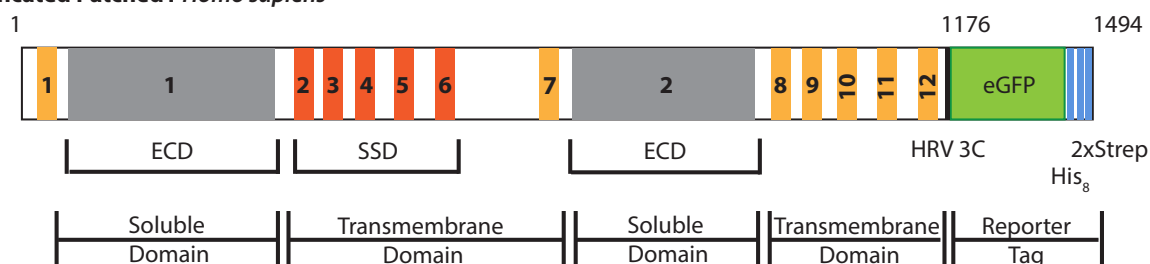 1 1176 1494
1 1 2 3 4 5 6 7 2 8 9 10 11 12 eGFP
ECD SSD ECD HRV 3C 2xStrep
His8
Soluble Transmembrane Soluble Transmembrane Reporter
Domain Domain Domain Domain Tag